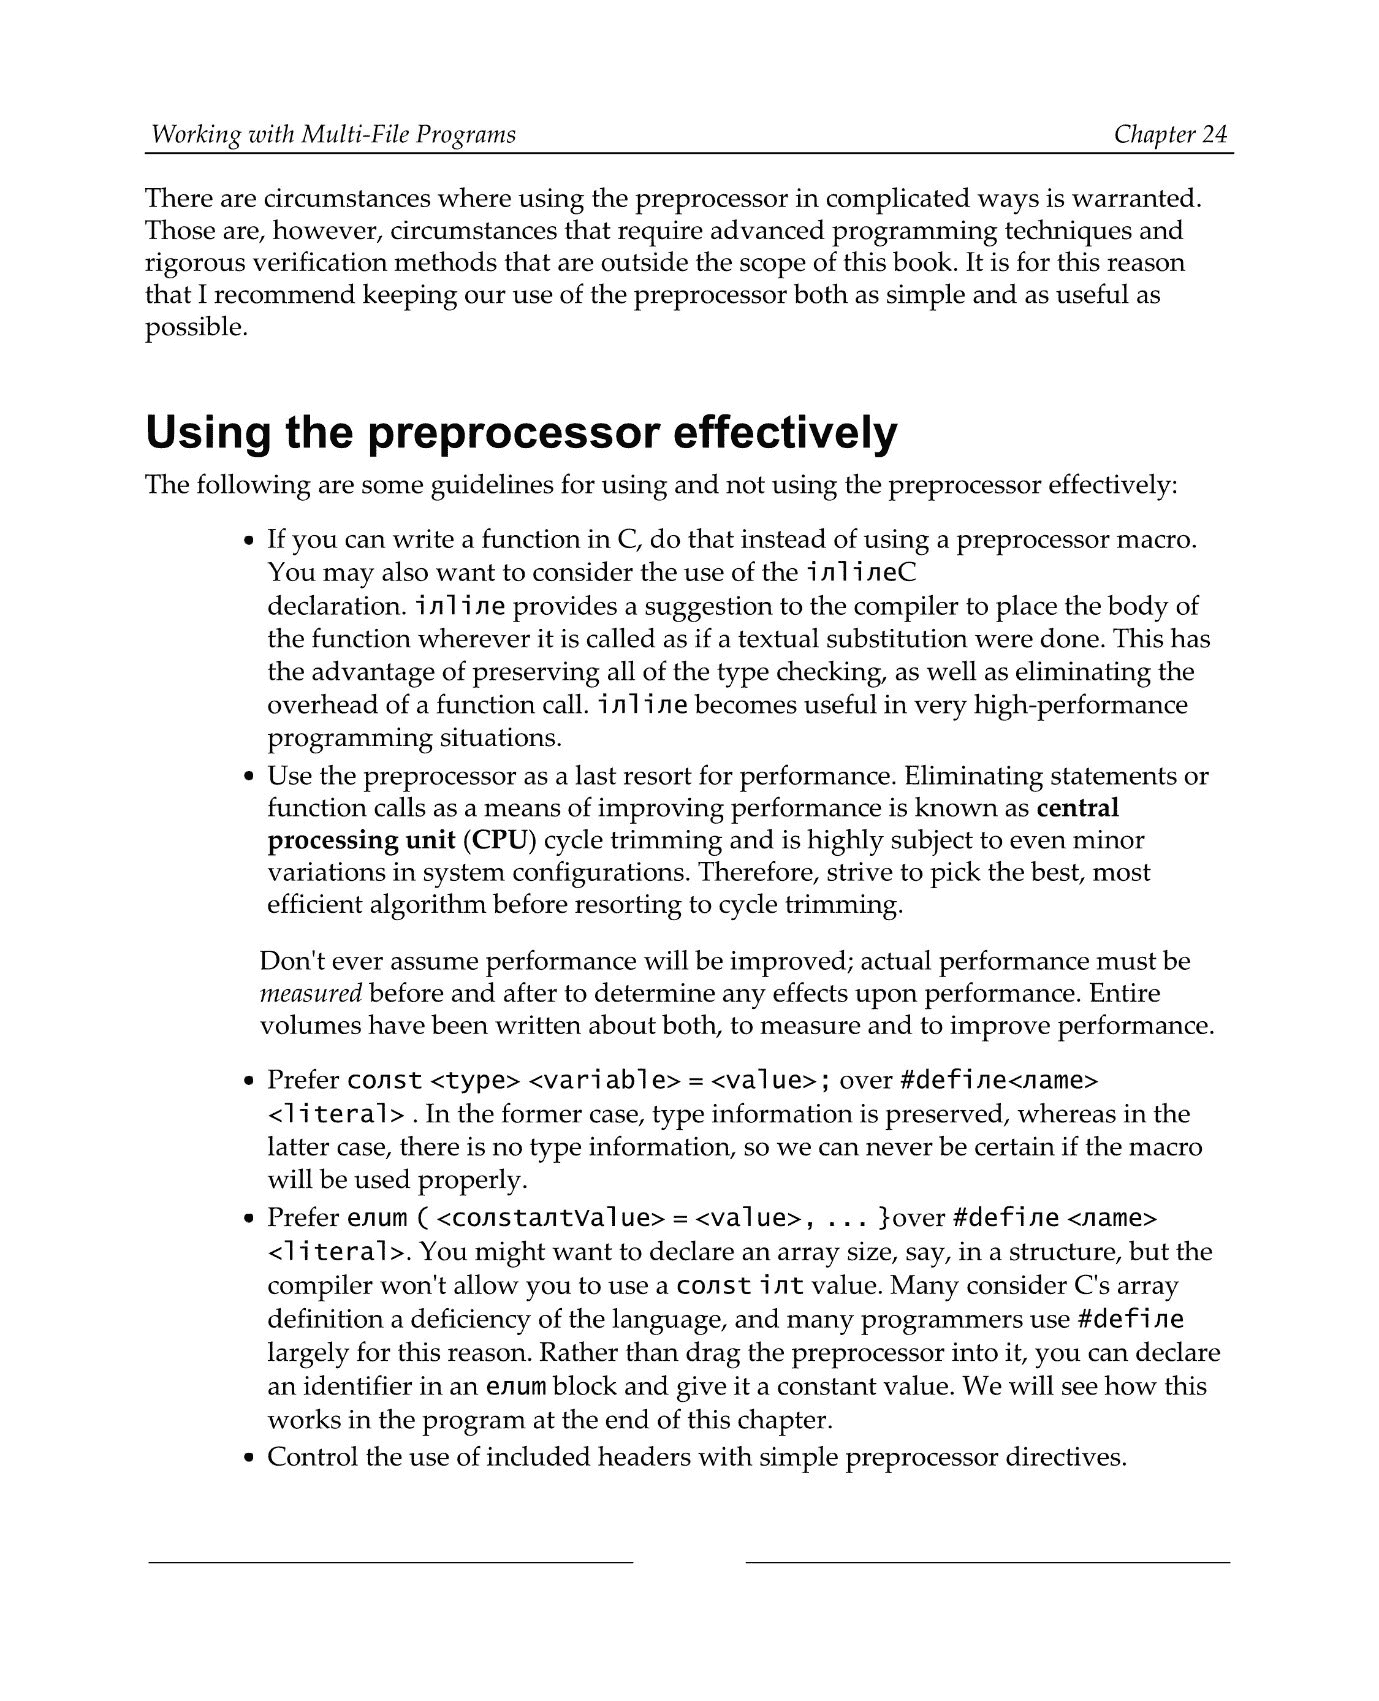 Working with Multi-File Programs Chapter 24
There are circumstances where using the preprocessor in complicated ways is warranted.
Those are, however, circumstances that require advanced programming techniques and
rigorous verification methods that are outside the scope of this book. It is for this reason
that I recommend keeping our use of the preprocessor both as simple and as useful as
possible.
Using the preprocessor effectively
The following are some guidelines for using and not using the preprocessor effectively:
• If you can write a function in C, do that instead of using a preprocessor macro.
You may also want to consider the use of the iлliлeC
declaration. iлliлe provides a suggestion to the compiler to place the body of
the function wherever it is called as if a textual substitution were done. This has
the advantage of preserving all of the type checking, as well as eliminating the
overhead of a function call. iлliлe becomes useful in very high-performance
programming situations.
• Use the preprocessor as a last resort for performance. Eliminating statements or
function calls as a means of improving performance is known as central
processing unit (CPU) cycle trimming and is highly subject to even minor
variations in system configurations. Therefore, strive to pick the best, most
efficient algorithm before resorting to cycle trimming.
Don't ever assume performance will be improved; actual performance must be
measured before and after to determine any effects upon performance. Entire
volumes have been written about both, to measure and to improve performance.
• Prefer coлst <type> <variable> = <value>; over #defiлe<лame>
<literal> . In the former case, type information is preserved, whereas in the
latter case, there is no type information, so we can never be certain if the macro
will be used properly.
• Prefer eлum ( <coлstaлtValue> = <value>, ... }over #defiлe <лame>
<literal>. You might want to declare an array size, say, in a structure, but the
compiler won't allow you to use a coлst iлt value. Many consider C's array
definition a deficiency of the language, and many programmers use #defiлe
largely for this reason. Rather than drag the preprocessor into it, you can declare
an identifier in an eлum block and give it a constant value. We will see how this
works in the program at the end of this chapter.
• Control the use of included headers with simple preprocessor directives.